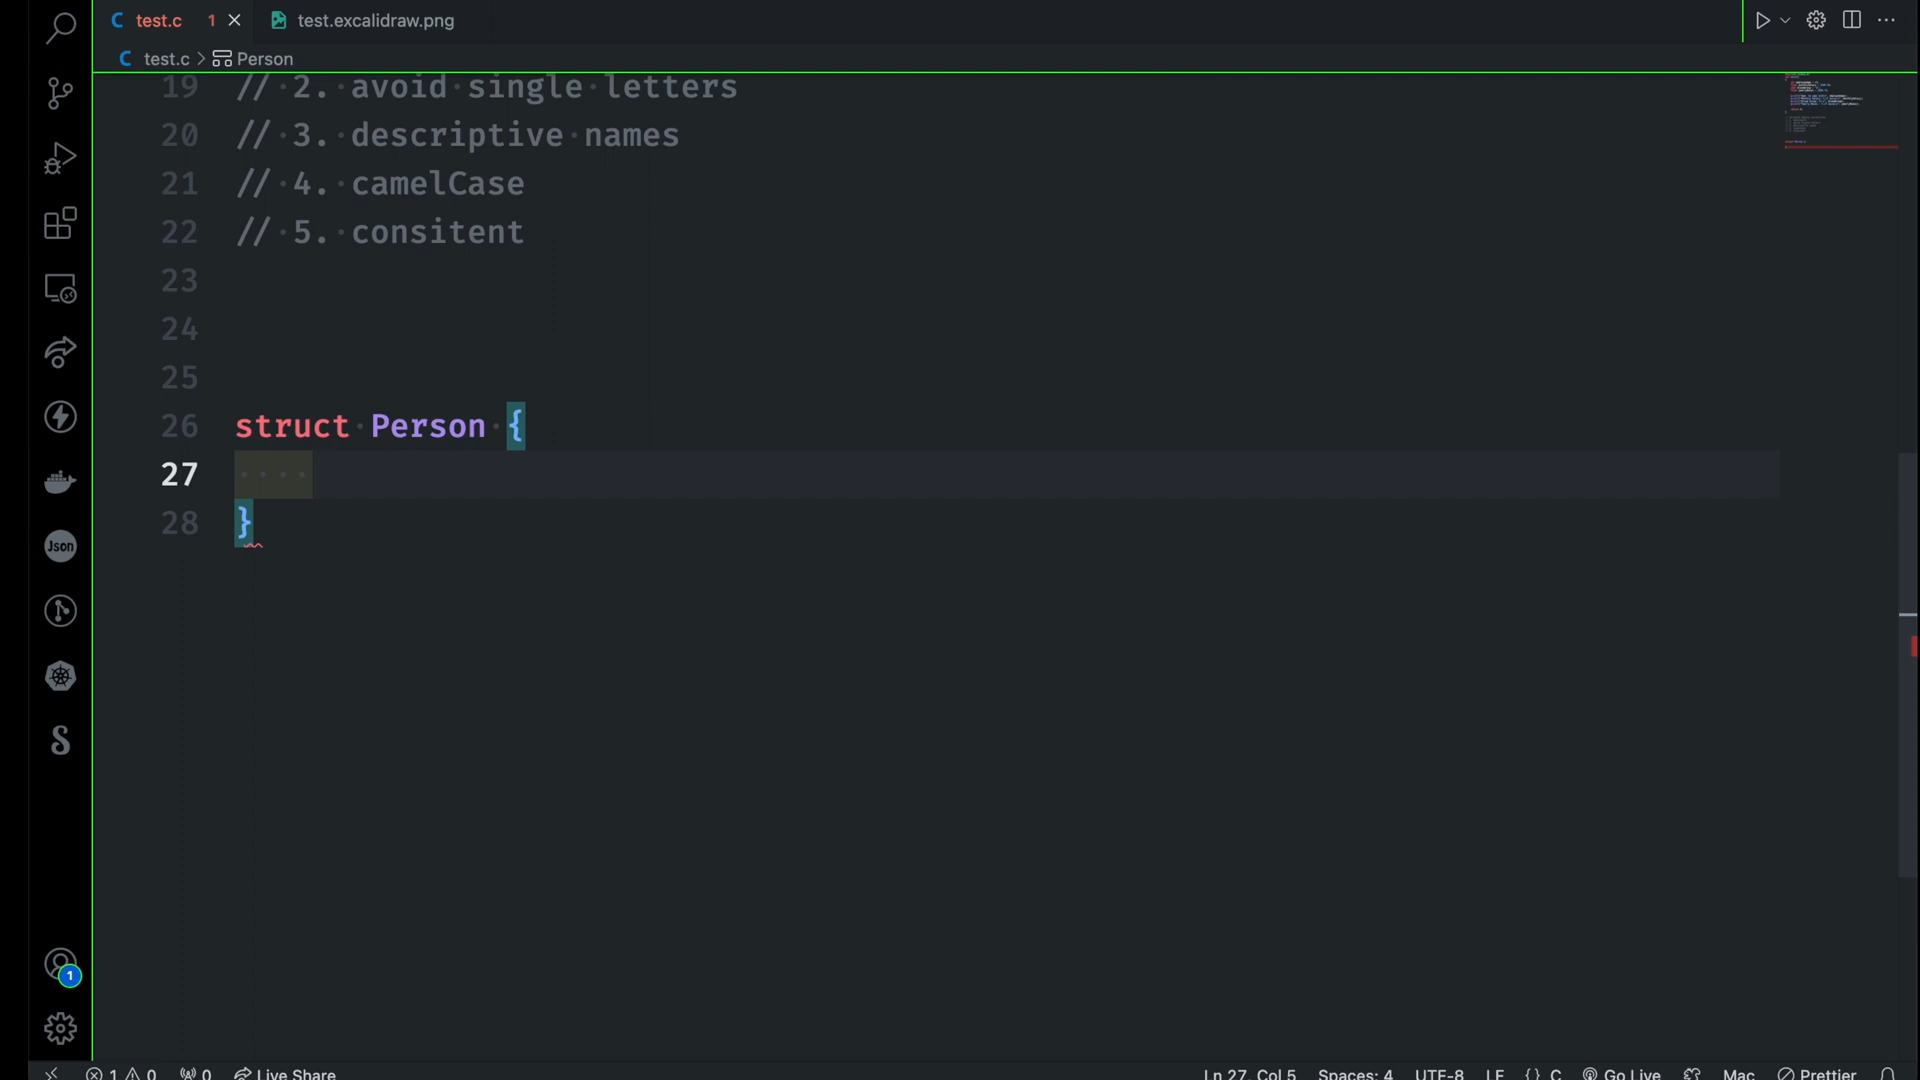 test.c 1 test.excalidraw.png
test.c > Person
19 // 2. avoid single letters
20 // 3. descriptive names
21 // 4. camelCase
22 // 5. consitent
23
24
25
26 struct Person {
27
28 }
Json
1
1 0 0 Live Share Ln 27, Col 5 Spaces: 4 UTF-8 LF {} C Go Live Mac Prettier